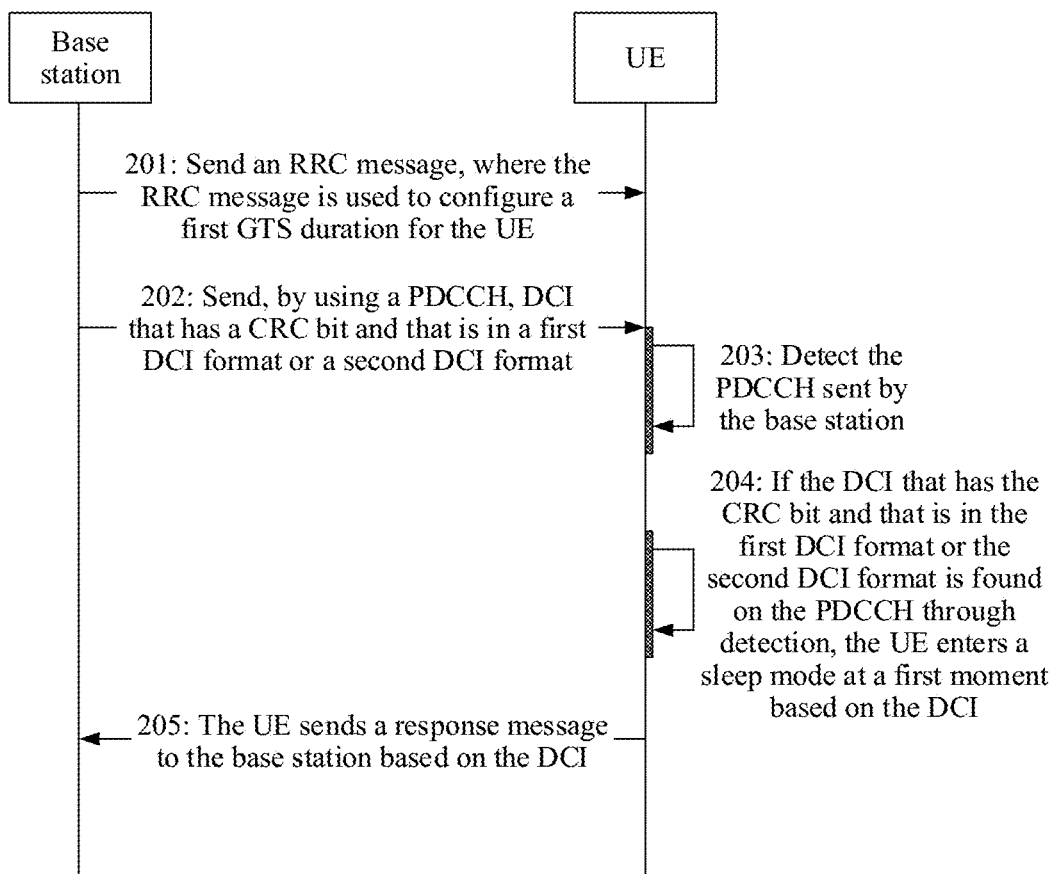 Base
station
UE
201: Send an RRC message, where the
RRC message is used to configure a
first GTS duration for the UE
202: Send, by using a PDCCH, DCI
that has a CRC bit and that is in a first
DCI format or a second DCI format
203: Detect the
PDCCH sent by
the base station
204: If the DCI that has the
CRC bit and that is in the
first DCI format or the
second DCI format is found
on the PDCCH through
detection, the UE enters a
sleep mode at a first moment
based on the DCI
205: The UE sends a response message
to the base station based on the DCI